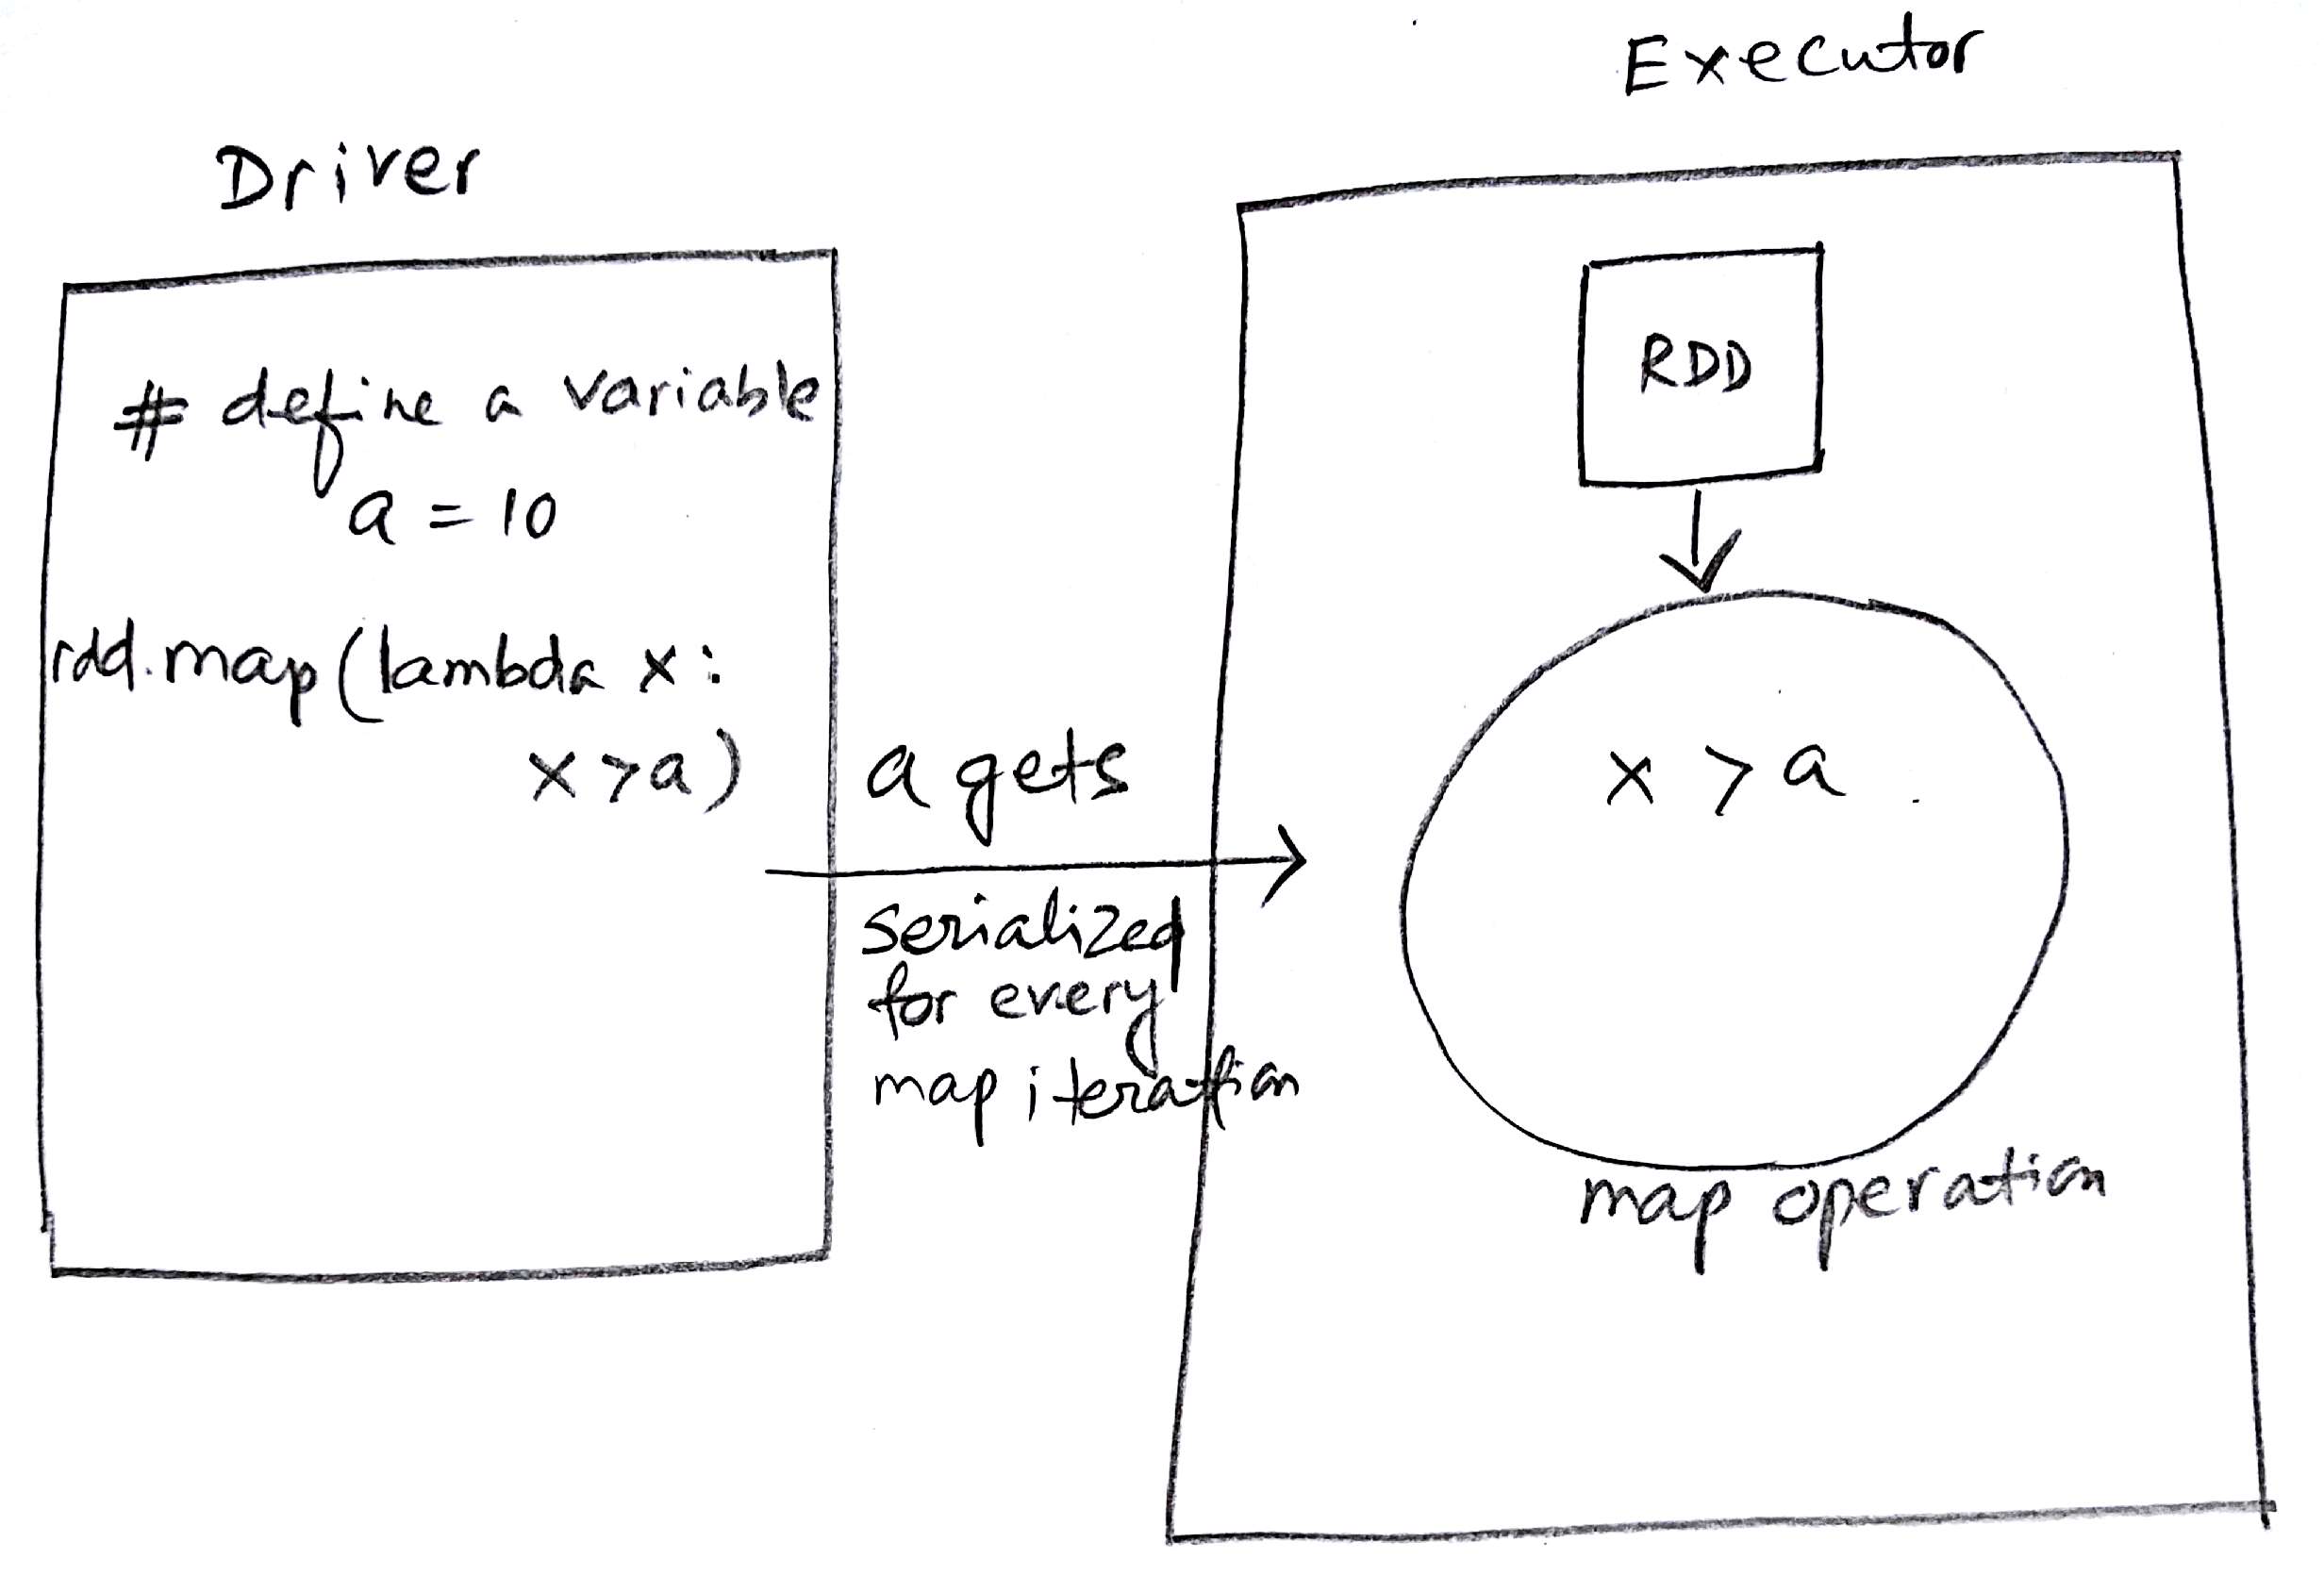 Driver
# define a variable
a = 10
rdd.map(lambda x:
x>a)
a gets
serialized
for every
map iteration
Executor
RDD
x > a
map operation